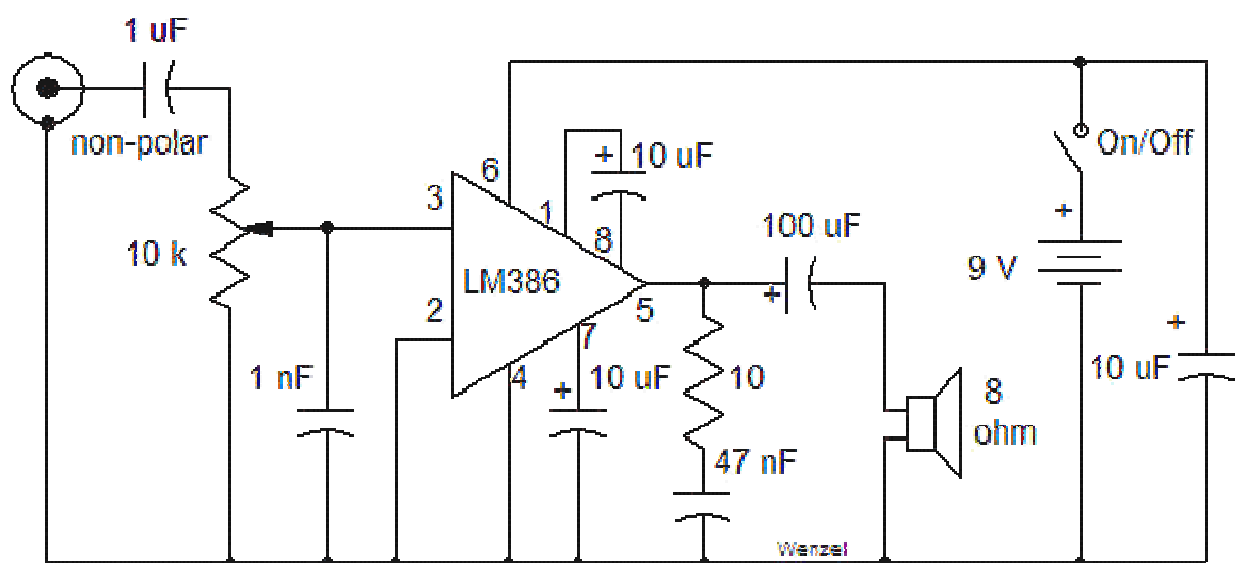 1 uF
non-polar
10 k
1 nF
3
2
LM386
6
1
8
+
10 uF
5
7
4
+
10 uF
10
47 nF
100 uF
+
8
ohm
On/Off
+
9 V
+
10 uF
Wenzel